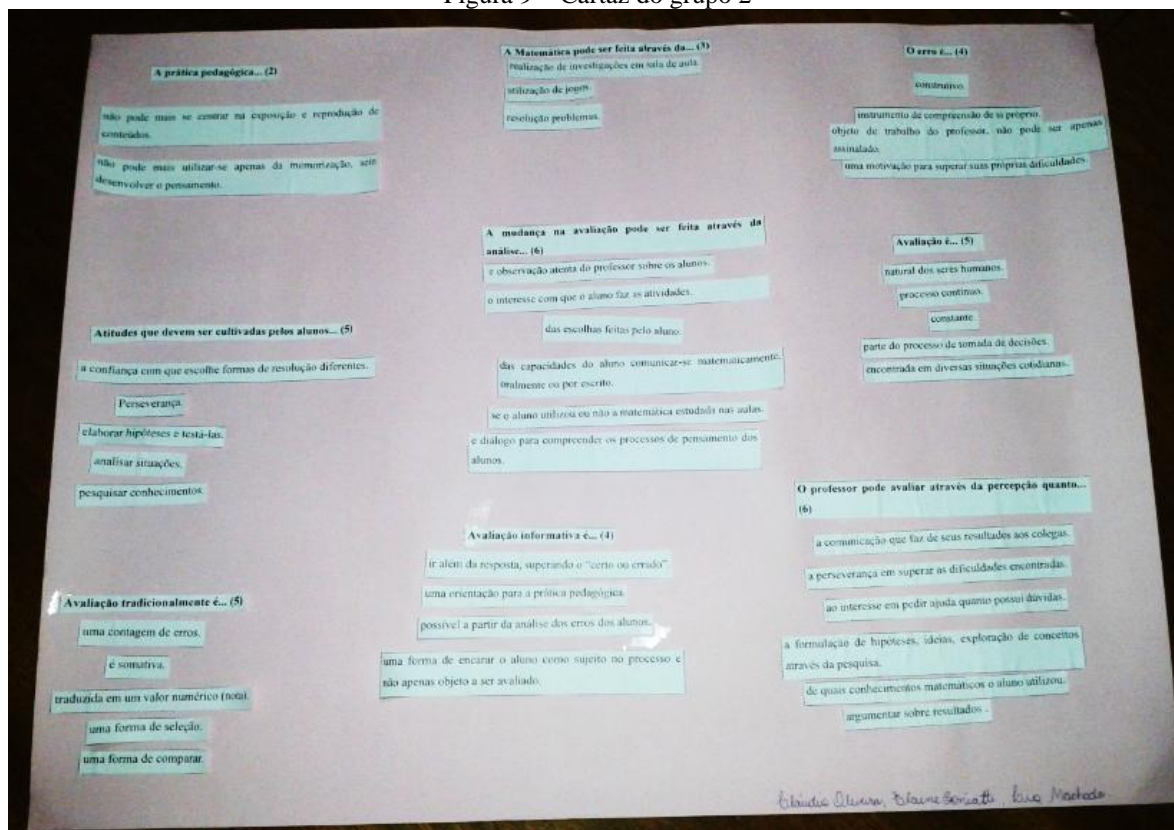 Figura 9 – Cartaz do grupo 2
A prática pedagógica... (2)
não pode mais se centrar na exposição e reprodução de
conteúdos.
não pode mais utilizar-se apenas da memorização, sem
desenvolver o pensamento.
Atitudes que devem ser cultivadas pelos alunos... (5)
a confiança com que escolhe formas de resolução diferentes.
Perseverança.
elaborar hipóteses e testá-las.
analisar situações.
pesquisar conhecimentos.
Avaliação tradicionalmente é... (5)
uma contagem de erros.
é somativa.
traduzida em um valor numérico (nota).
uma forma de seleção.
uma forma de comparar.
A Matemática pode ser feita através da... (3)
realização de investigações em sala de aula.
utilização de jogos.
resolução problemas.
A mudança na avaliação pode ser feita através da
análise... (6)
e observação atenta do professor sobre os alunos.
o interesse com que o aluno faz as atividades.
das escolhas feitas pelo aluno.
das capacidades do aluno comunicar-se matematicamente,
oralmente ou por escrito.
se o aluno utilizou ou não a matemática estudada nas aulas.
e diálogo para compreender os processos de pensamento dos
alunos.
Avaliação informativa é... (4)
ir além da resposta, superando o “certo ou errado”.
uma orientação para a prática pedagógica.
possível a partir da análise dos erros dos alunos.
uma forma de encarar o aluno como sujeito no processo e
não apenas objeto a ser avaliado.
O erro é... (4)
construtivo.
instrumento de compreensão de si próprio.
objeto de trabalho do professor, não pode ser apenas
assinalado.
uma motivação para superar suas próprias dificuldades.
Avaliação é... (5)
natural dos seres humanos.
processo contínuo.
constante.
parte do processo de tomada de decisões.
encontrada em diversas situações cotidianas.
O professor pode avaliar através da percepção quanto...
(6)
a comunicação que faz de seus resultados aos colegas.
a perseverança em superar as dificuldades encontradas.
ao interesse em pedir ajuda quanto possui dúvidas.
a formulação de hipóteses, ideias, exploração de conceitos
através da pesquisa.
de quais conhecimentos matemáticos o aluno utilizou.
argumentar sobre resultados .
Oliveira, Machado